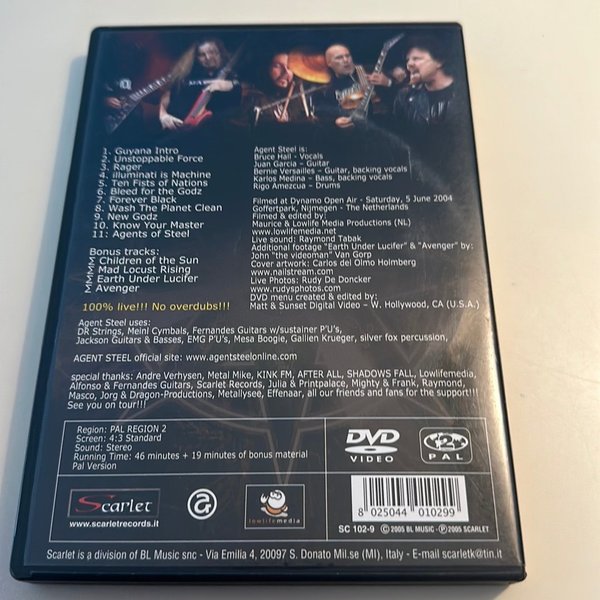 1. Guyana Intro
2. Unstoppable Force
3. Rager
4. illuminati is Machine
5. Ten Fists of Nations
6. Bleed for the Godz
7. Forever Black
8. Wash The Planet Clean
9. New Godz
10. Know Your Master
11: Agents of Steel
Bonus tracks:
M Children of the Sun
M Mad Locust Rising
M Earth Under Lucifer
M Avenger
100% live!!! No overdubs!!!
Agent Steel is:
Bruce Hall - Vocals
Juan Garcia – Guitar
Bernie Versailles – Guitar, backing vocals
Karlos Medina – Bass, backing vocals
Rigo Amezcua – Drums
Filmed at Dynamo Open Air - Saturday, 5 June 2004
Goffertpark, Nijmegen - The Netherlands
Filmed & edited by:
Maurice & Lowlife Media Productions (NL)
www.lowlifemedia.net
Live sound: Raymond Tabak
Additional footage "Earth Under Lucifer" & "Avenger" by:
John "the videoman" Van Gorp
Cover artwork: Carlos del Olmo Holmberg
www.nailstream.com
Live Photos: Rudy De Doncker
www.rudysphotos.com
DVD menu created & edited by:
Matt & Sunset Digital Video – W. Hollywood, CA (U.S.A.)
Agent Steel uses:
DR Strings, Meinl Cymbals, Fernandes Guitars w/sustainer P'U's,
Jackson Guitars & Basses, EMG P'U's, Mesa Boogie, Gallien Krueger, silver fox percussion,
AGENT STEEL official site: www.agentsteelonline.com
special thanks: Andre Verhysen, Metal Mike, KINK FM, AFTER ALL, SHADOWS FALL, Lowlifemedia,
Alfonso & Fernandes Guitars, Scarlet Records, Julia & Printpalace, Mighty & Frank, Raymond,
Masco, Jorg & Dragon-Productions, Metallysee, Effenaar, all our friends and fans for the support!!!
See you on tour!!!
Region: PAL REGION 2
Screen: 4:3 Standard
Sound: Stereo
Running Time: 46 minutes + 19 minutes of bonus material
Pal Version
DVD
VIDEO
2
PAL
Scarlet
www.scarletrecords.it
lowlifemedia
8 025044 010299
SC 102-9 © 2005 BL MUSIC - ℗ 2005 SCARLET
Scarlet is a division of BL Music snc - Via Emilia 4, 20097 S. Donato Mil.se (MI), Italy - E-mail scarletk@tin.it